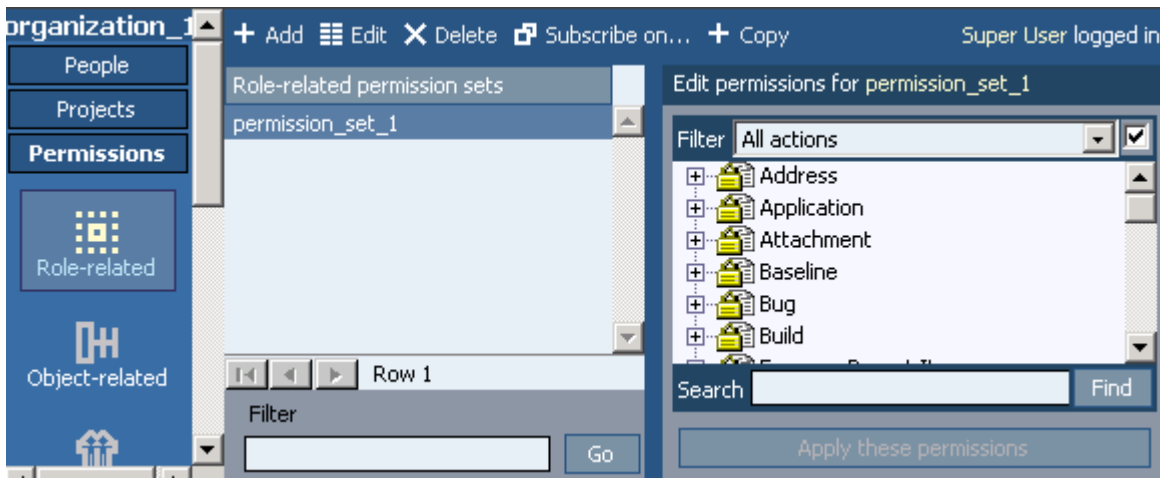 organization_1
People
Projects
Permissions
Role-related
Object-related
Add Edit Delete Subscribe on... Copy
Super User logged in
Role-related permission sets
permission_set_1
Row 1
Filter
Go
Edit permissions for permission_set_1
Filter All actions
Address
Application
Attachment
Baseline
Bug
Build
Search Find
Apply these permissions